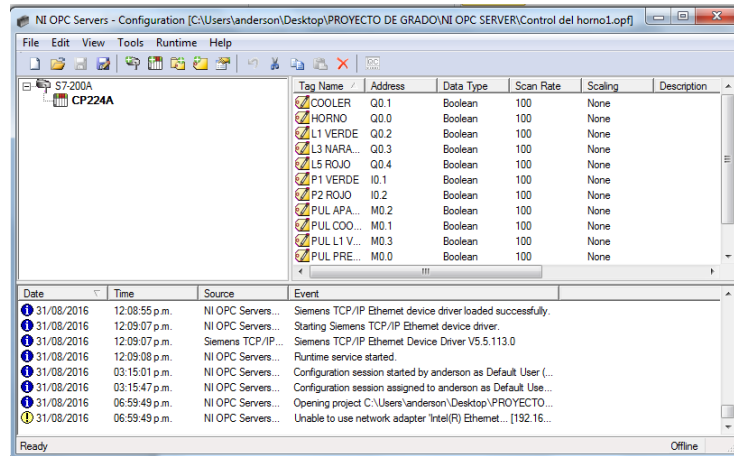 NI OPC Servers - Configuration [C:\Users\anderson\Desktop\PROYECTO DE GRADO\NI OPC SERVER\Control del horno1.opf]
File Edit View Tools Runtime Help
S7-200A
CP224A
Tag Name Address Data Type Scan Rate Scaling Description
COOLER Q0.1 Boolean 100 None
HORNO Q0.0 Boolean 100 None
L1 VERDE Q0.2 Boolean 100 None
L3 NARA... Q0.3 Boolean 100 None
L5 ROJO Q0.4 Boolean 100 None
P1 VERDE I0.1 Boolean 100 None
P2 ROJO I0.2 Boolean 100 None
PUL APA... M0.2 Boolean 100 None
PUL COO... M0.1 Boolean 100 None
PUL L1 V... M0.3 Boolean 100 None
PUL PRE... M0.0 Boolean 100 None
Date Time Source Event
31/08/2016 12:08:55 p.m. NI OPC Servers... Siemens TCP/IP Ethernet device driver loaded successfully.
31/08/2016 12:09:07 p.m. NI OPC Servers... Starting Siemens TCP/IP Ethernet device driver.
31/08/2016 12:09:07 p.m. Siemens TCP/IP... Siemens TCP/IP Ethernet Device Driver V5.5.113.0
31/08/2016 12:09:08 p.m. NI OPC Servers... Runtime service started.
31/08/2016 03:15:01 p.m. NI OPC Servers... Configuration session started by anderson as Default User (...
31/08/2016 03:15:47 p.m. NI OPC Servers... Configuration session assigned to anderson as Default Use...
31/08/2016 06:59:49 p.m. NI OPC Servers... Opening project C:\Users\anderson\Desktop\PROYECTO...
31/08/2016 06:59:49 p.m. NI OPC Servers... Unable to use network adapter 'Intel(R) Ethernet... [192.16...
Ready Offline